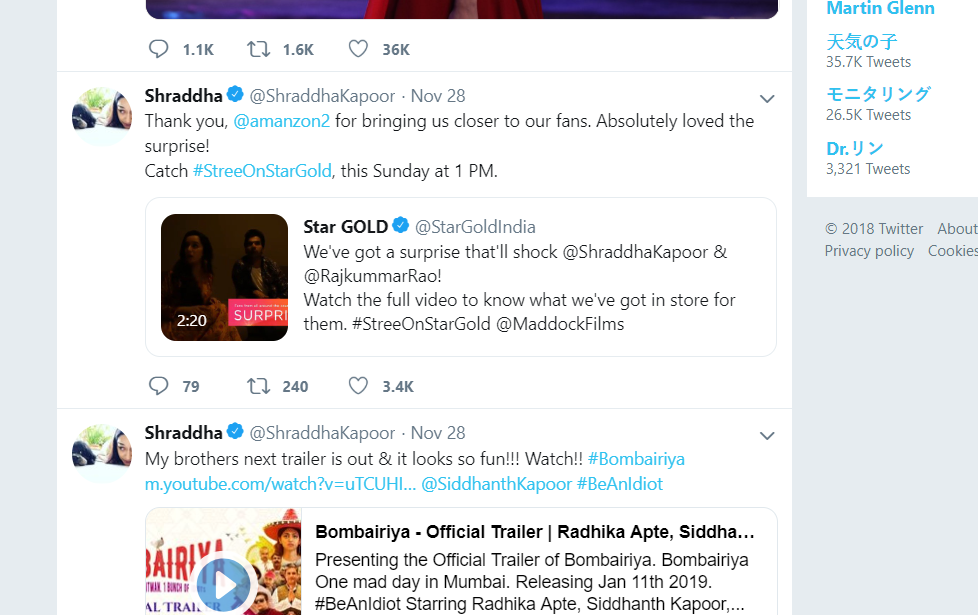 1.1K 1.6K 36K
Shraddha @ShraddhaKapoor · Nov 28
Thank you, @amanzon2 for bringing us closer to our fans. Absolutely loved the
surprise!
Catch #StreeOnStarGold, this Sunday at 1 PM.
2:20
SURPRI
Star GOLD @StarGoldIndia
We've got a surprise that'll shock @ShraddhaKapoor &
@RajkummarRao!
Watch the full video to know what we've got in store for
them. #StreeOnStarGold @MaddockFilms
79 240 3.4K
Shraddha @ShraddhaKapoor · Nov 28
My brothers next trailer is out & it looks so fun!!! Watch!! #Bombairiya
m.youtube.com/watch?v=uTCUHI... @SiddhanthKapoor #BeAnIdiot
BAIRIYA
AL TRAILER
Bombairiya - Official Trailer | Radhika Apte, Siddha...
Presenting the Official Trailer of Bombairiya. Bombairiya
One mad day in Mumbai. Releasing Jan 11th 2019.
#BeAnIdiot Starring Radhika Apte, Siddhanth Kapoor,...
Martin Glenn
天気の子
35.7K Tweets
モニタリング
26.5K Tweets
Dr.リン
3,321 Tweets
© 2018 Twitter About
Privacy policy Cookies